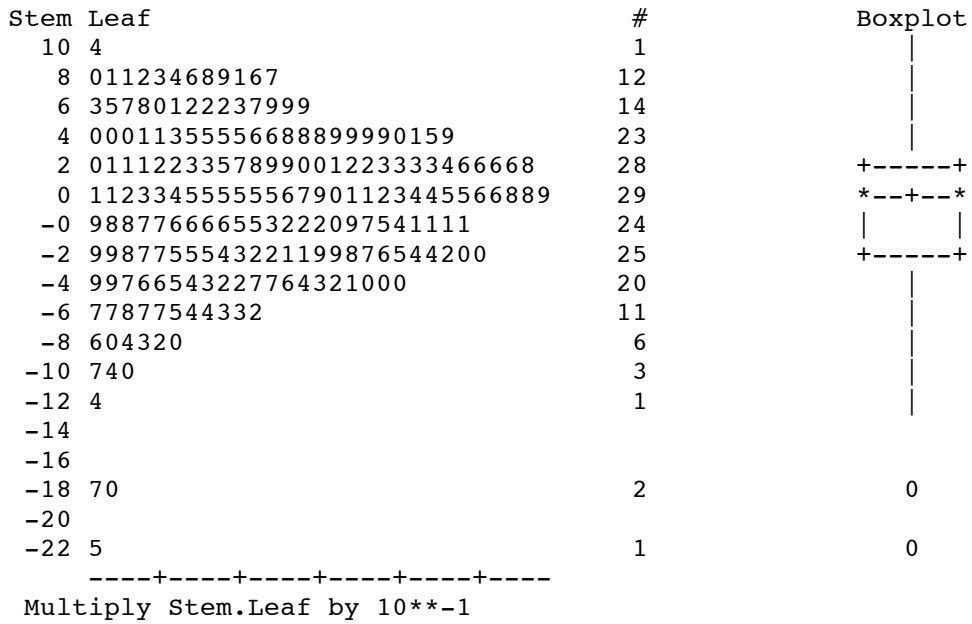 Stem Leaf # Boxplot
10 4 1 |
8 011234689167 12 |
6 35780122237999 14 |
4 000113555556688899990159 23 |
2 0111223357899001223333466668 28 +-----+
0 11233455555567901123445566889 29 *--+--*
-0 988776666553222097541111 24 | |
-2 9987755543221199876544200 25 +-----+
-4 99766543227764321000 20 |
-6 77877544332 11 |
-8 604320 6 |
-10 740 3 |
-12 4 1 |
-14
-16
-18 70 2 0
-20
-22 5 1 0
----+----+----+----+----+----
Multiply Stem.Leaf by 10**-1